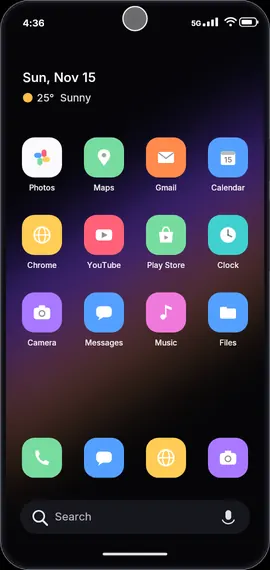 4:36
5G
Sun, Nov 15
25° Sunny
Photos Maps Gmail Calendar
15
Chrome YouTube Play Store Clock
Camera Messages Music Files
Search